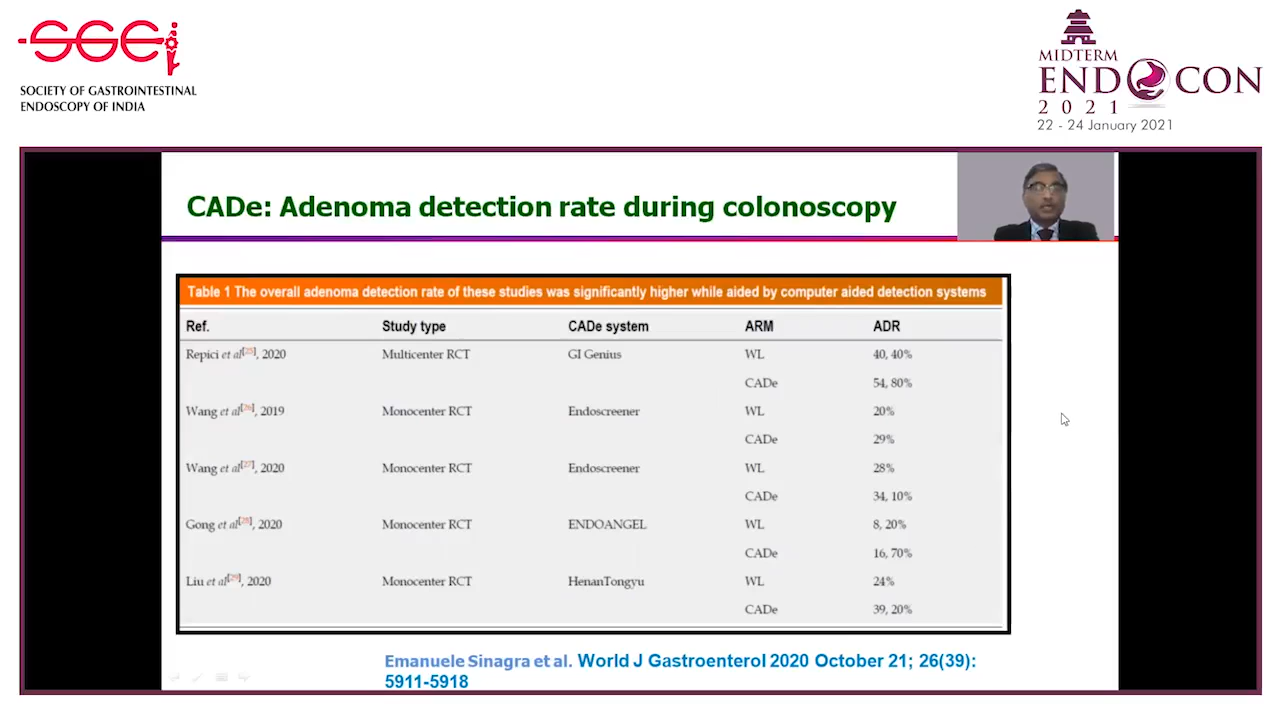 SGEi
SOCIETY OF GASTROINTESTINAL
ENDOSCOPY OF INDIA
MIDTERM
ENDOCON
2021
22 - 24 January 2021
CADe: Adenoma detection rate during colonoscopy
Table 1 The overall adenoma detection rate of these studies was significantly higher while aided by computer aided detection systems
Ref. Study type CADe system ARM ADR
Repici et al[25], 2020 Multicenter RCT GI Genius WL 40, 40%
CADe 54, 80%
Wang et al[26], 2019 Monocenter RCT Endoscreener WL 20%
CADe 29%
Wang et al[27], 2020 Monocenter RCT Endoscreener WL 28%
CADe 34, 10%
Gong et al[28], 2020 Monocenter RCT ENDOANGEL WL 8, 20%
CADe 16, 70%
Liu et al[29], 2020 Monocenter RCT HenanTongyu WL 24%
CADe 39, 20%
Emanuele Sinagra et al. World J Gastroenterol 2020 October 21; 26(39):
5911-5918